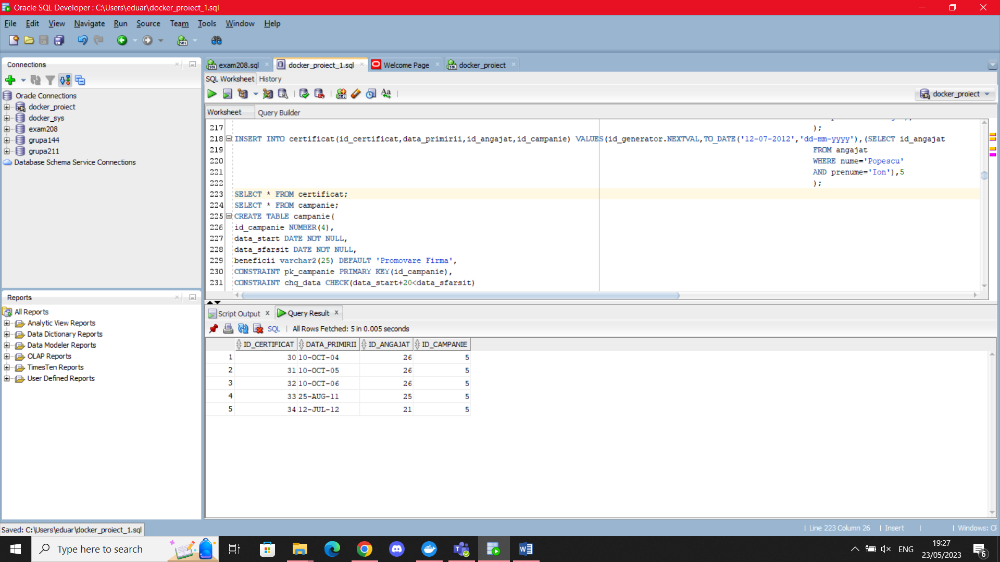 Oracle SQL Developer : C:\Users\eduar\docker_proiect_1.sql
File Edit View Navigate Run Source Team Tools Window Help
Connections
Oracle Connections
docker_proiect
docker_sys
exam208
grupa144
grupa211
Database Schema Service Connections
Reports
All Reports
Analytic View Reports
Data Dictionary Reports
Data Modeler Reports
OLAP Reports
TimesTen Reports
User Defined Reports
exam208.sql docker_proiect_1.sql Welcome Page docker_proiect
SQL Worksheet History
docker_proiect
Worksheet Query Builder
217 );
218 INSERT INTO certificat(id_certificat,data_primirii,id_angajat,id_campanie) VALUES(id_generator.NEXTVAL,TO_DATE('12-07-2012','dd-mm-yyyy'),(SELECT id_angajat
219 FROM angajat
220 WHERE nume='Popescu'
221 AND prenume='Ion'),5
222 );
223 SELECT * FROM certificat;
224 SELECT * FROM campanie;
225 CREATE TABLE campanie(
226 id_campanie NUMBER(4),
227 data_start DATE NOT NULL,
228 data_sfarsit DATE NOT NULL,
229 beneficii varchar2(25) DEFAULT 'Promovare Firma',
230 CONSTRAINT pk_campanie PRIMARY KEY(id_campanie),
231 CONSTRAINT chq_data CHECK(data_start+20<data_sfarsit)
Script Output x Query Result x
SQL | All Rows Fetched: 5 in 0.005 seconds
ID_CERTIFICAT DATA_PRIMIRII ID_ANGAJAT ID_CAMPANIE
1 30 10-OCT-04 26 5
2 31 10-OCT-05 26 5
3 32 10-OCT-06 26 5
4 33 25-AUG-11 25 5
5 34 12-JUL-12 21 5
Saved: C:\Users\eduar\docker_proiect_1.sql
| Line 223 Column 26 | Insert | | Windows: CR
Type here to search
ENG
19:27
23/05/2023
6